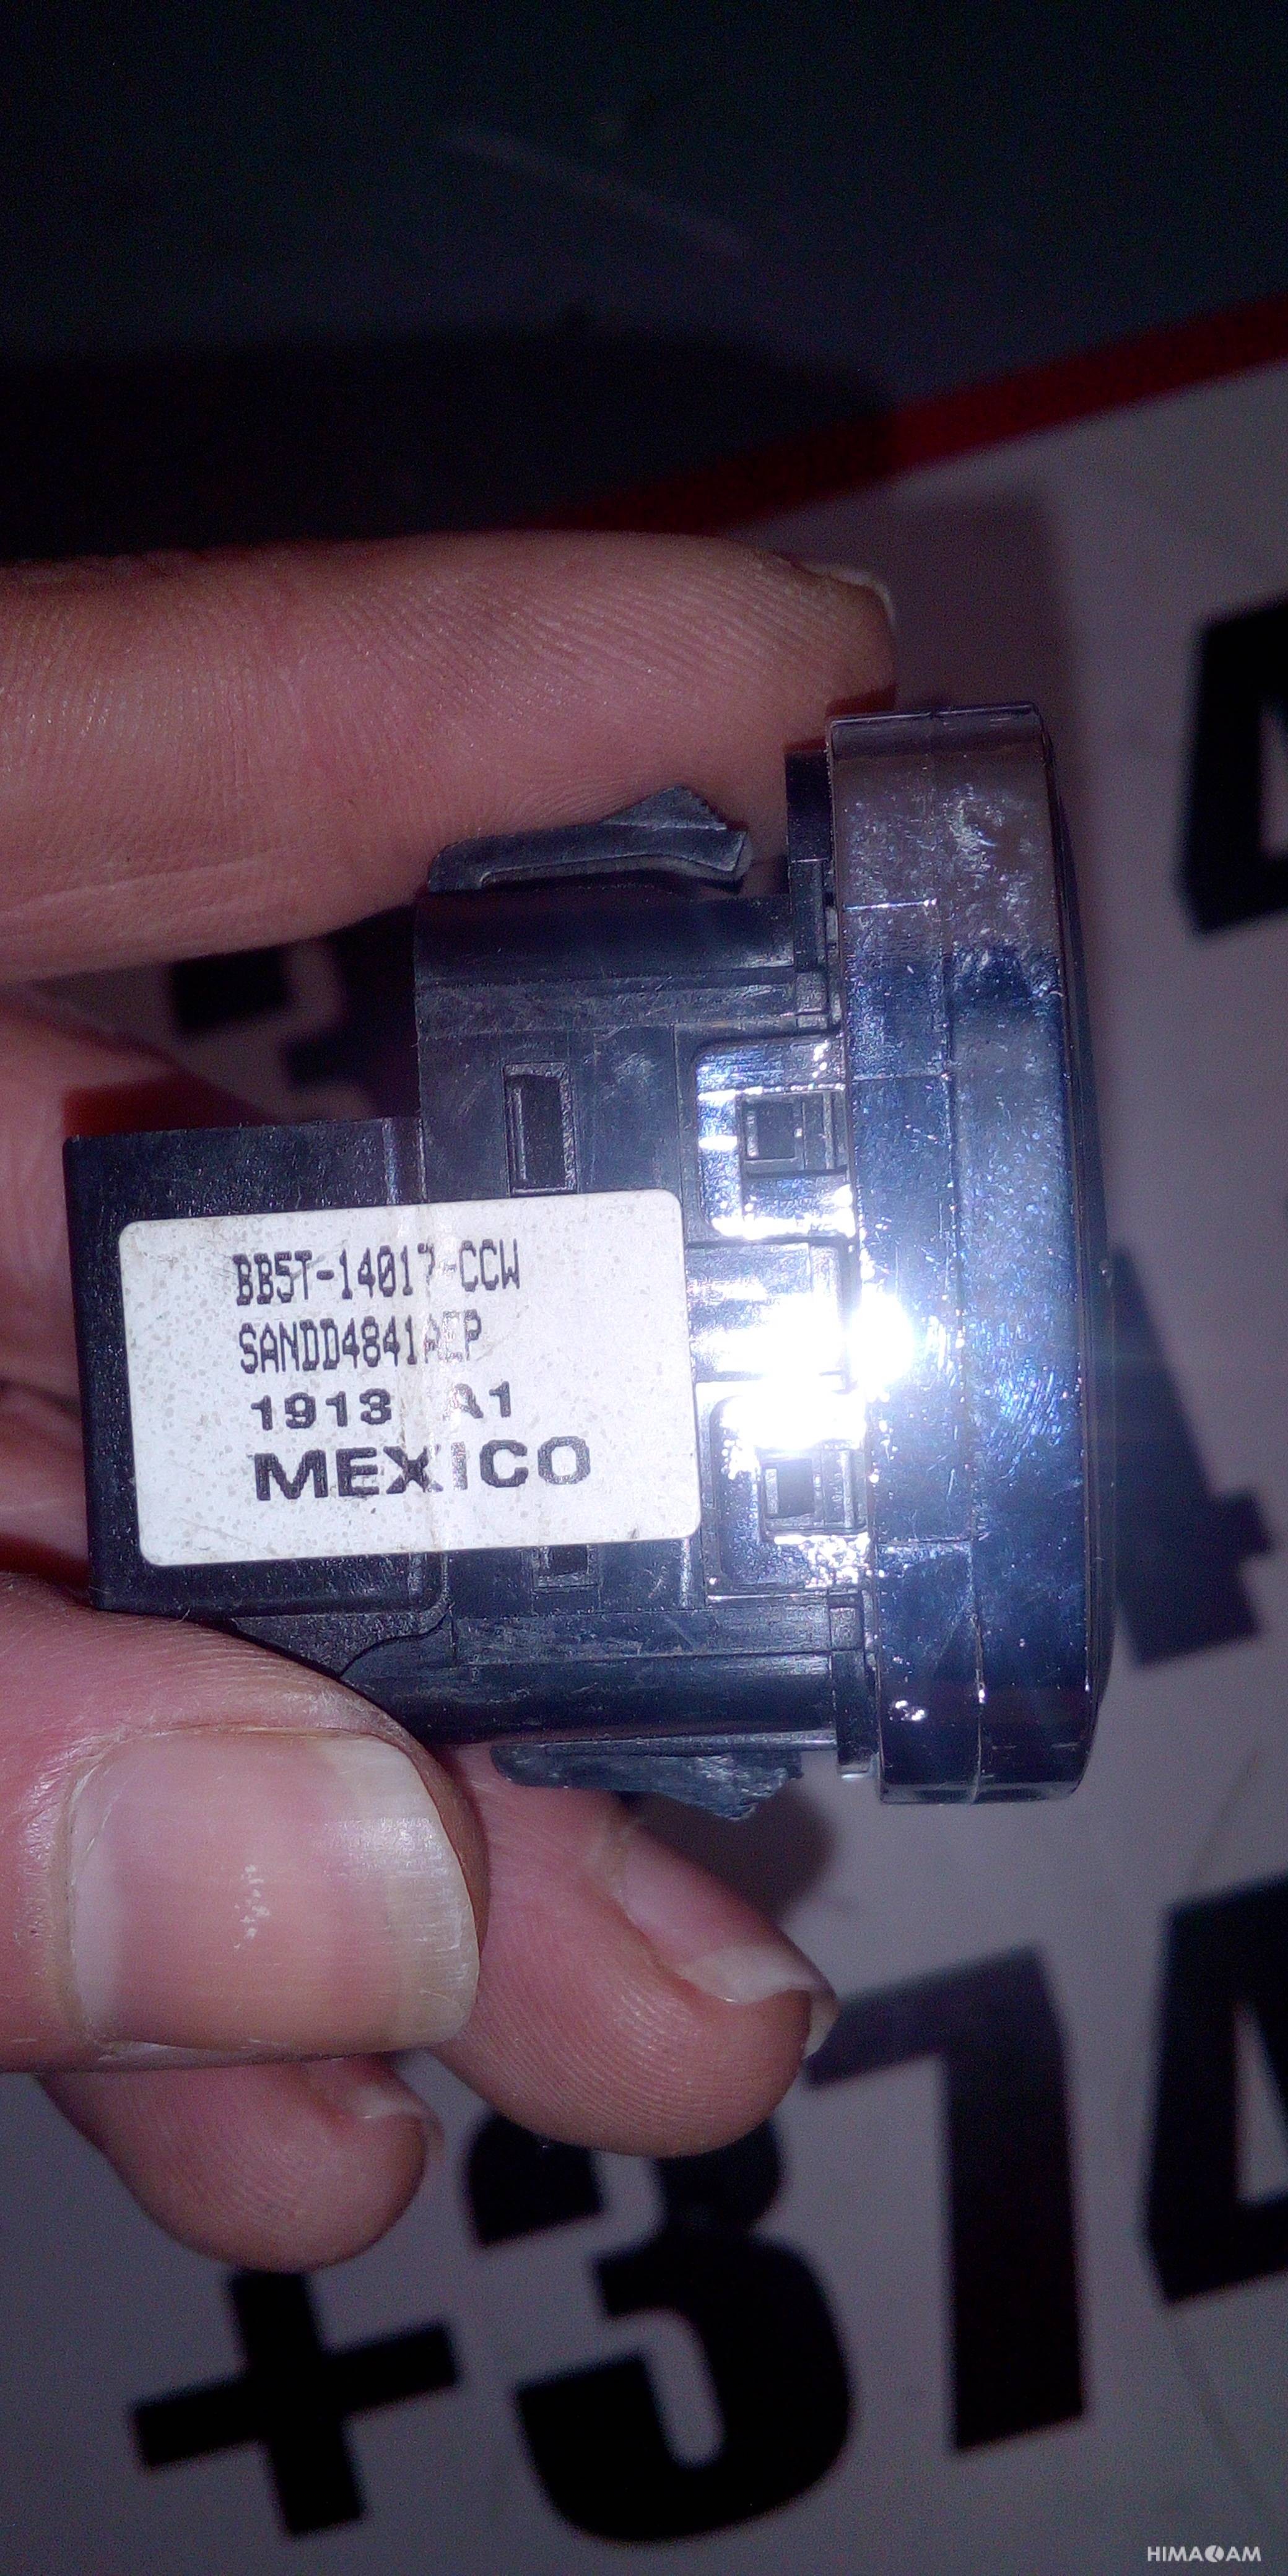 BB5T-14017-CCW
SANDD4841AEP
1913 A1
MEXICO
+374
HIMACAM